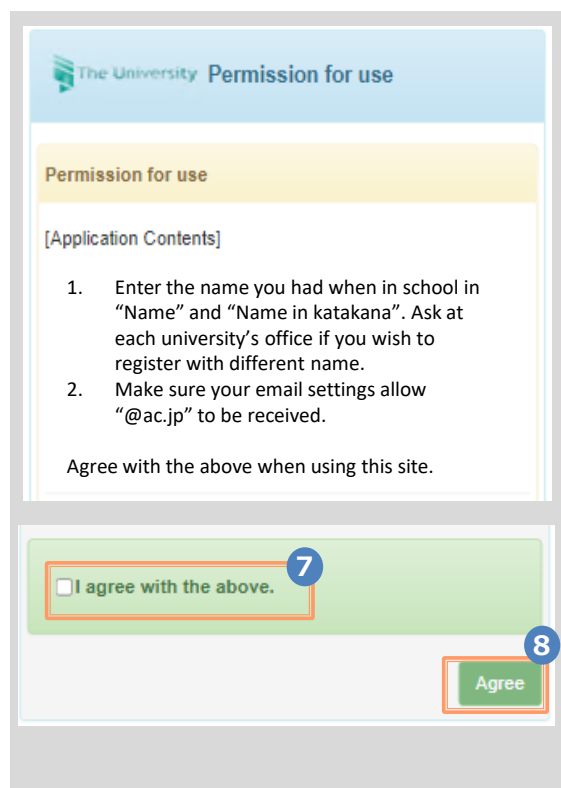 The University Permission for use
Permission for use
[Application Contents]
1. Enter the name you had when in school in
“Name” and “Name in katakana”. Ask at
each university’s office if you wish to
register with different name.
2. Make sure your email settings allow
“@ac.jp” to be received.
Agree with the above when using this site.
7
I agree with the above.
8
Agree